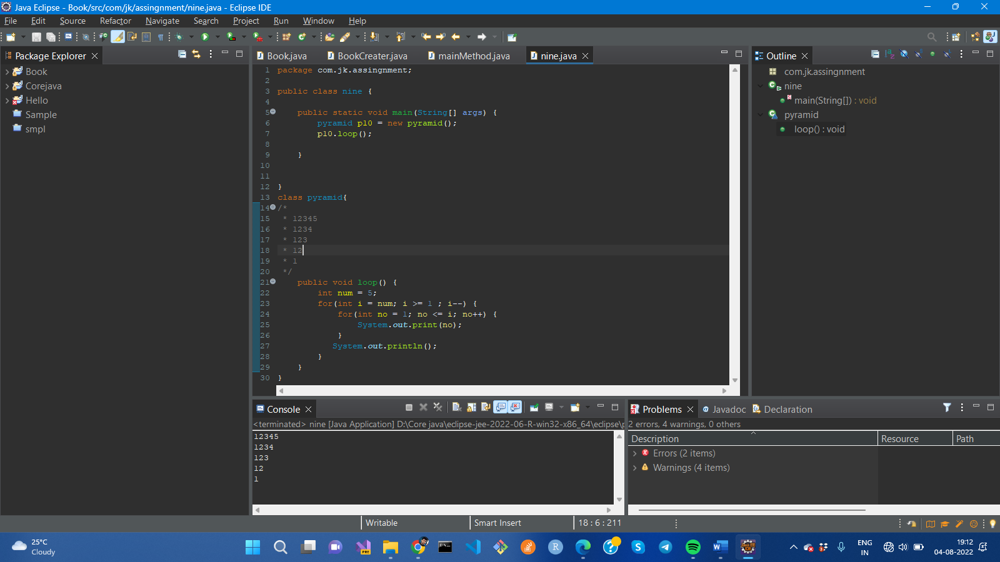 Java Eclipse - Book/src/com/jk/assingnment/nine.java - Eclipse IDE
File Edit Source Refactor Navigate Search Project Run Window Help
Package Explorer
Book
Corejava
Hello
Sample
smpl
Book.java BookCreater.java mainMethod.java nine.java
1 package com.jk.assingnment;
2
3 public class nine {
4
5 public static void main(String[] args) {
6 pyramid pl0 = new pyramid();
7 pl0.loop();
8
9 }
10
11
12 }
13 class pyramid{
14 /*
15 * 12345
16 * 1234
17 * 123
18 * 12
19 * 1
20 */
21 public void loop() {
22 int num = 5;
23 for(int i = num; i >= 1 ; i--) {
24 for(int no = 1; no <= i; no++) {
25 System.out.print(no);
26 }
27 System.out.println();
28 }
29 }
30 }
Outline
com.jk.assingnment
nine
main(String[]) : void
pyramid
loop() : void
Console
<terminated> nine [Java Application] D:\Core java\eclipse-jee-2022-06-R-win32-x86_64\eclipse\p
12345
1234
123
12
1
Problems Javadoc Declaration
2 errors, 4 warnings, 0 others
Description Resource Path
Errors (2 items)
Warnings (4 items)
Writable Smart Insert 18 : 6 : 211
25°C
Cloudy
PRE
ENG
IN
19:12
04-08-2022